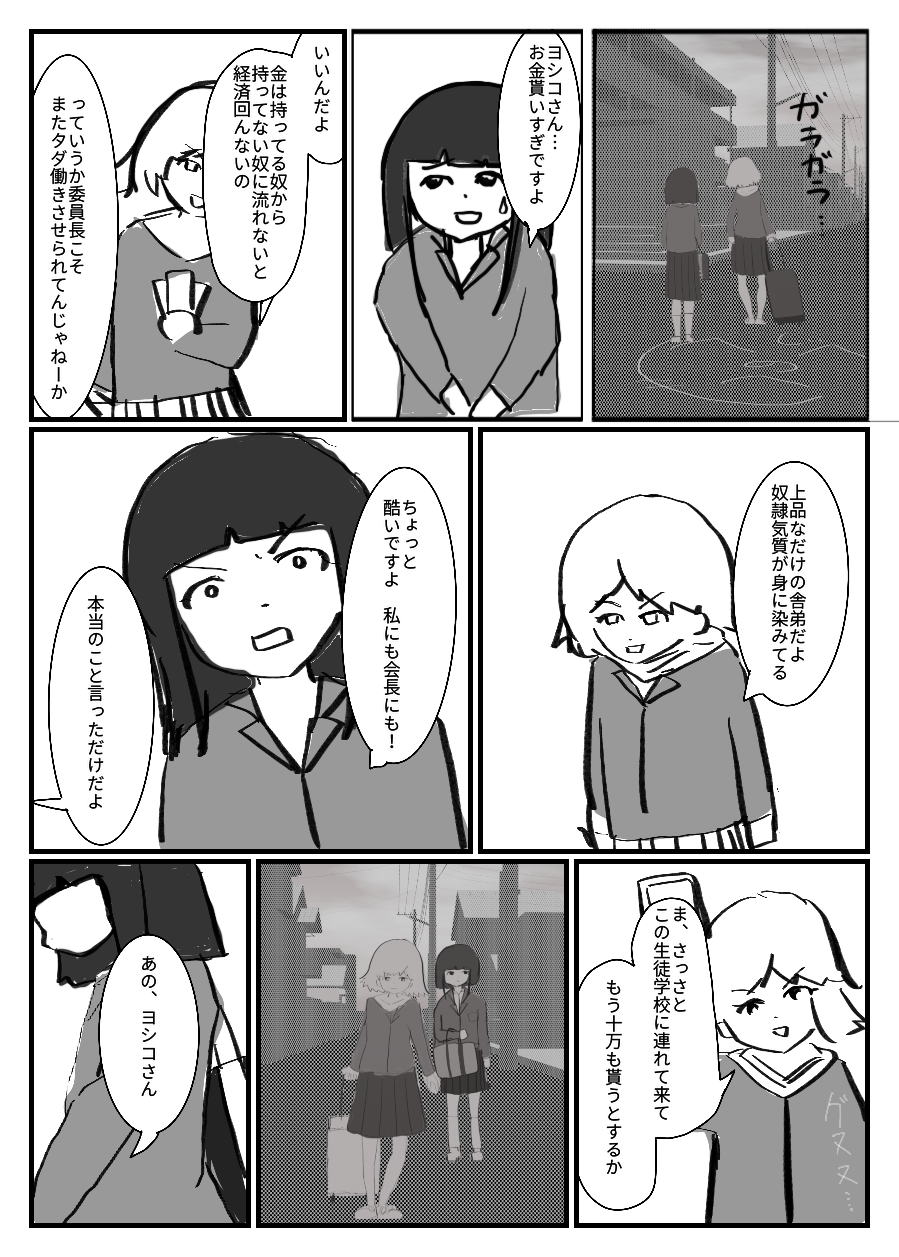 ガラガラ…
ヨシコさん…
お金貰いすぎですよ
いいんだよ
金は持ってる奴から
持ってない奴に流れないと
経済回んないの
っていうか委員長こそ
またタダ働きさせられてんじゃねーか
上品なだけの舎弟だよ
奴隷気質が身に染みてる
ちょっと
酷いですよ　私にも会長にも！
本当のこと言っただけだよ
ま、さっさと
この生徒学校に連れて来て
もう十万も貰うとするか
グヌヌ…
あの、ヨシコさん